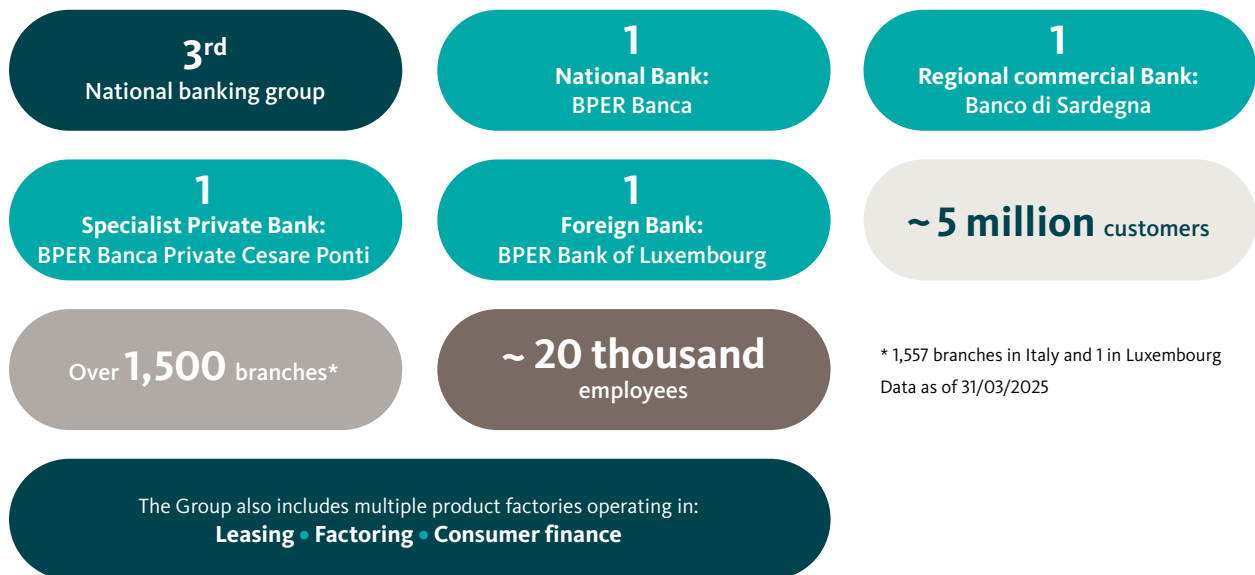 3rd
National banking group
1
National Bank:
BPER Banca
1
Regional commercial Bank:
Banco di Sardegna
1
Specialist Private Bank:
BPER Banca Private Cesare Ponti
1
Foreign Bank:
BPER Bank of Luxembourg
~ 5 million customers
Over 1,500 branches*
~ 20 thousand
employees
* 1,557 branches in Italy and 1 in Luxembourg
Data as of 31/03/2025
The Group also includes multiple product factories operating in:
Leasing • Factoring • Consumer finance